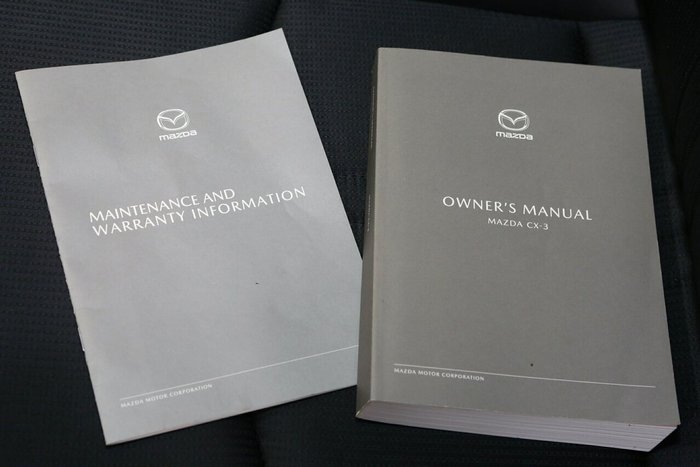 mazda
MAINTENANCE AND
WARRANTY INFORMATION
MAZDA MOTOR CORPORATION
mazda
OWNER'S MANUAL
MAZDA CX-3
MAZDA MOTOR CORPORATION